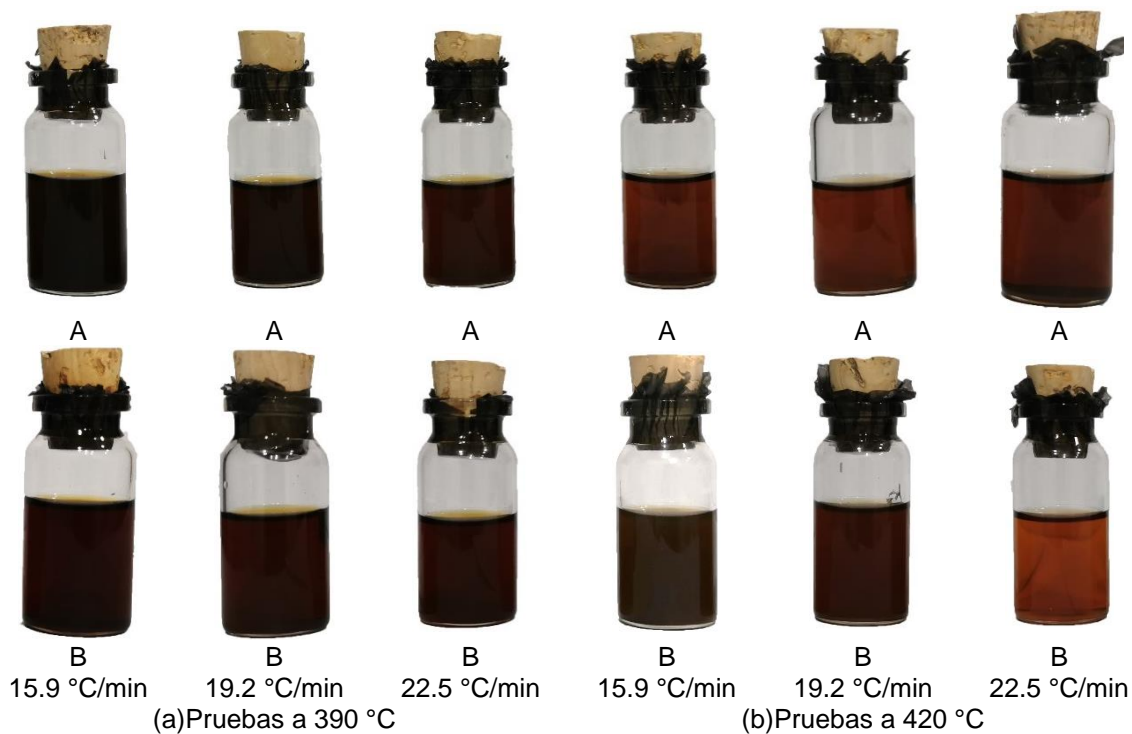 A A A A A A
B B B B B B
15.9 °C/min 19.2 °C/min 22.5 °C/min 15.9 °C/min 19.2 °C/min 22.5 °C/min
(a)Pruebas a 390 °C (b)Pruebas a 420 °C